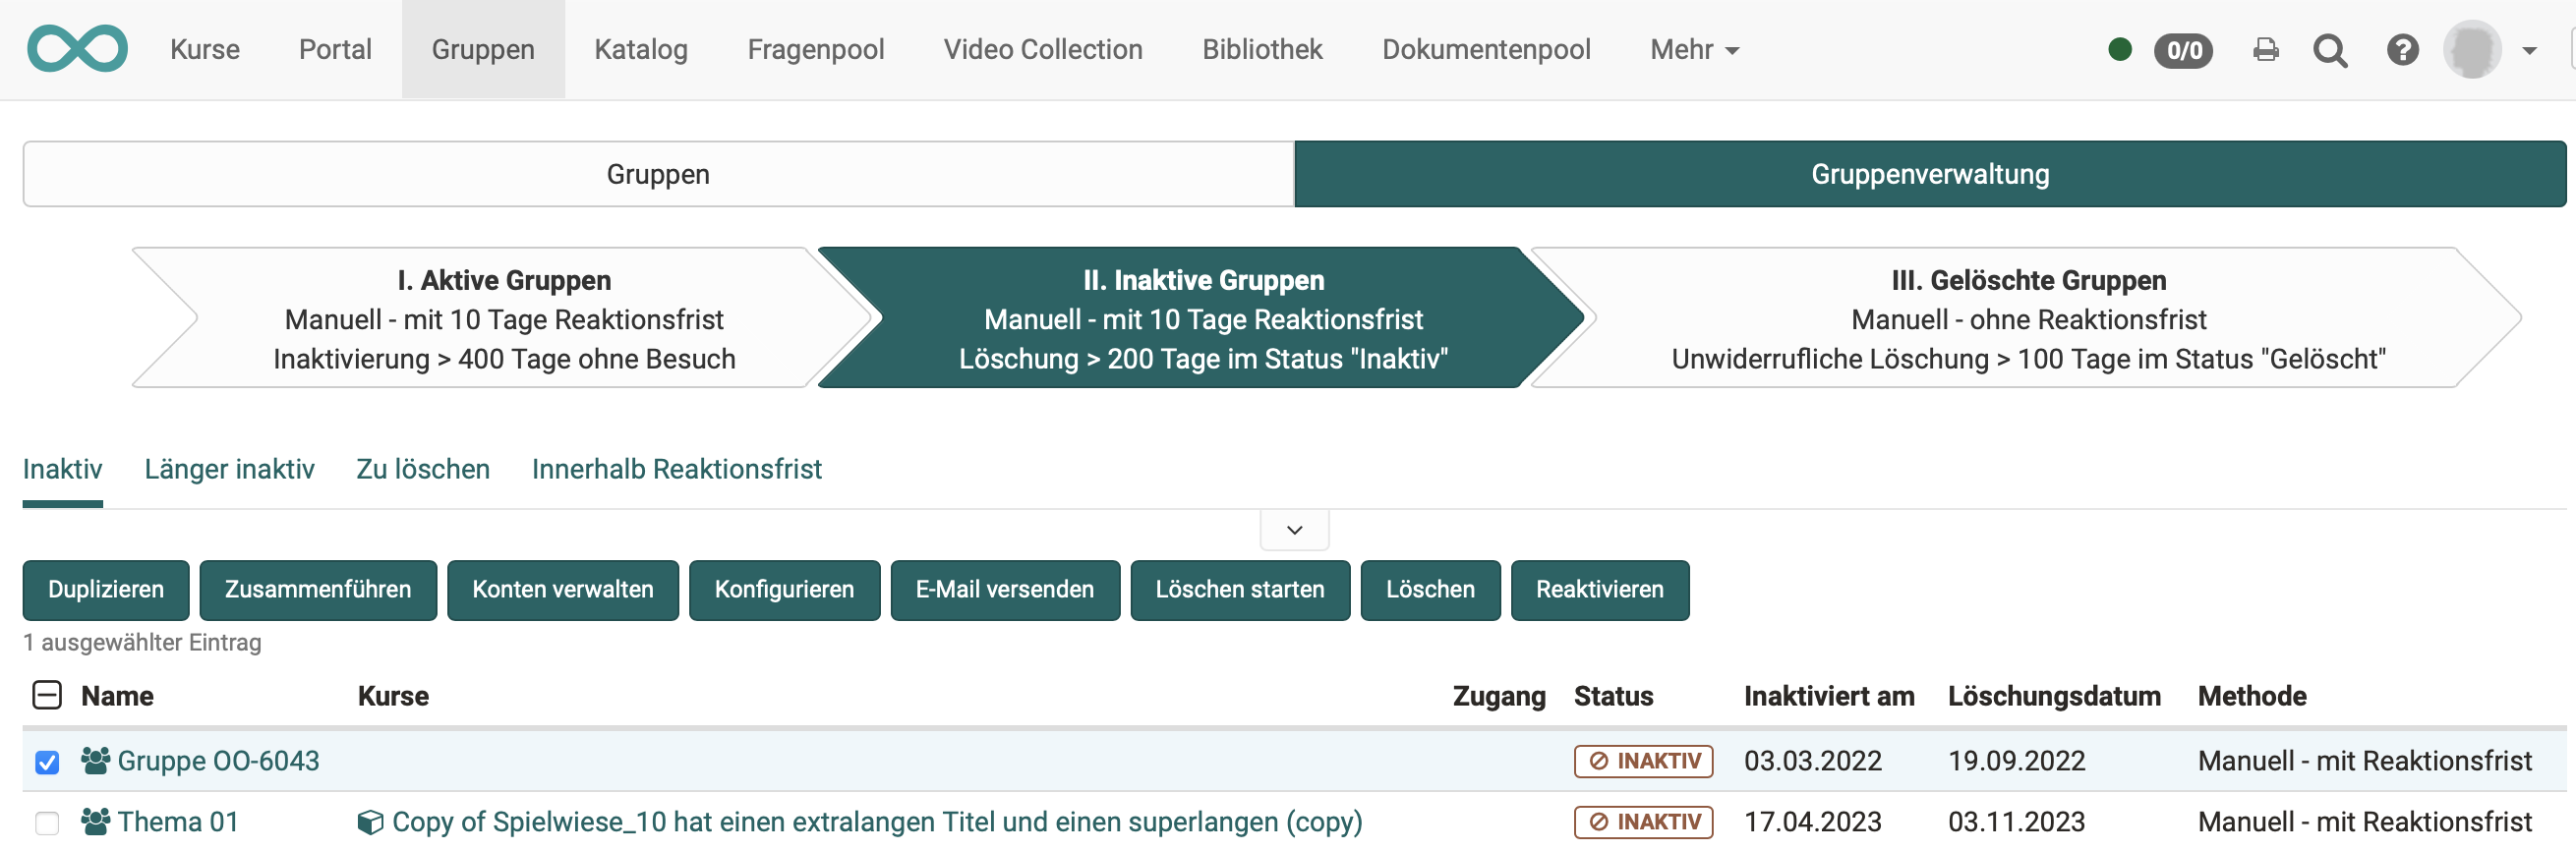 Kurse Portal Gruppen Katalog Fragenpool Video Collection Bibliothek Dokumentenpool Mehr 0/0
Gruppen Gruppenverwaltung
I. Aktive Gruppen
Manuell - mit 10 Tage Reaktionsfrist
Inaktivierung > 400 Tage ohne Besuch
II. Inaktive Gruppen
Manuell - mit 10 Tage Reaktionsfrist
Löschung > 200 Tage im Status "Inaktiv"
III. Gelöschte Gruppen
Manuell - ohne Reaktionsfrist
Unwiderrufliche Löschung > 100 Tage im Status "Gelöscht"
Inaktiv Länger inaktiv Zu löschen Innerhalb Reaktionsfrist
Duplizieren Zusammenführen Konten verwalten Konfigurieren E-Mail versenden Löschen starten Löschen Reaktivieren
1 ausgewählter Eintrag
Name Kurse Zugang Status Inaktiviert am Löschungsdatum Methode
Gruppe OO-6043 INAKTIV 03.03.2022 19.09.2022 Manuell - mit Reaktionsfrist
Thema 01 Copy of Spielwiese_10 hat einen extralangen Titel und einen superlangen (copy) INAKTIV 17.04.2023 03.11.2023 Manuell - mit Reaktionsfrist